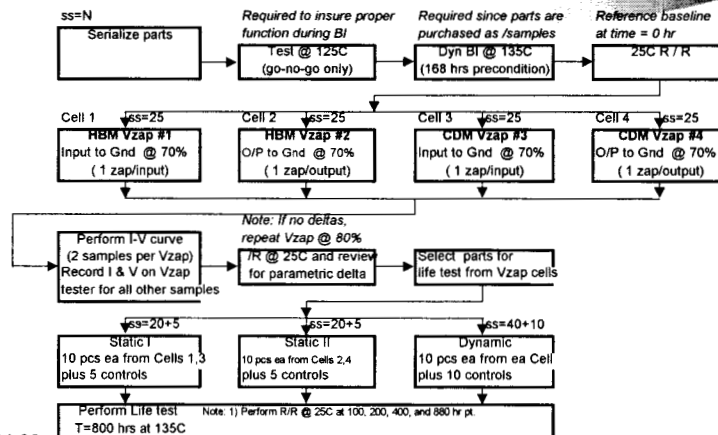 ss=N
Serialize parts
Required to insure proper
function during BI
Test @ 125C
(go-no-go only)
Required since parts are
purchased as /samples
Dyn BI @ 135C
(168 hrs precondition)
Reference baseline
at time = 0 hr
25C R / R
Cell 1 ss=25
HBM Vzap #1
Input to Gnd @ 70%
( 1 zap/input)
Cell 2 ss=25
HBM Vzap #2
O/P to Gnd @ 70%
( 1 zap/output)
Cell 3 ss=25
CDM Vzap #3
Input to Gnd @ 70%
( 1 zap/input)
Cell 4 ss=25
CDM Vzap #4
O/P to Gnd @ 70%
( 1 zap/output)
Perform I-V curve
(2 samples per Vzap)
Record I & V on Vzap
tester for all other samples
Note: If no deltas,
repeat Vzap @ 80%
/R @ 25C and review
for parametric delta
Select parts for
life test from Vzap cells
ss=20+5
Static I
10 pcs ea from Cells 1,3
plus 5 controls
ss=20+5
Static II
10 pcs ea from Cells 2,4
plus 5 controls
ss=40+10
Dynamic
10 pcs ea from ea Cell
plus 10 controls
Perform Life test
T=800 hrs at 135C
Note: 1) Perform R/R @ 25C at 100, 200, 400, and 880 hr pt.